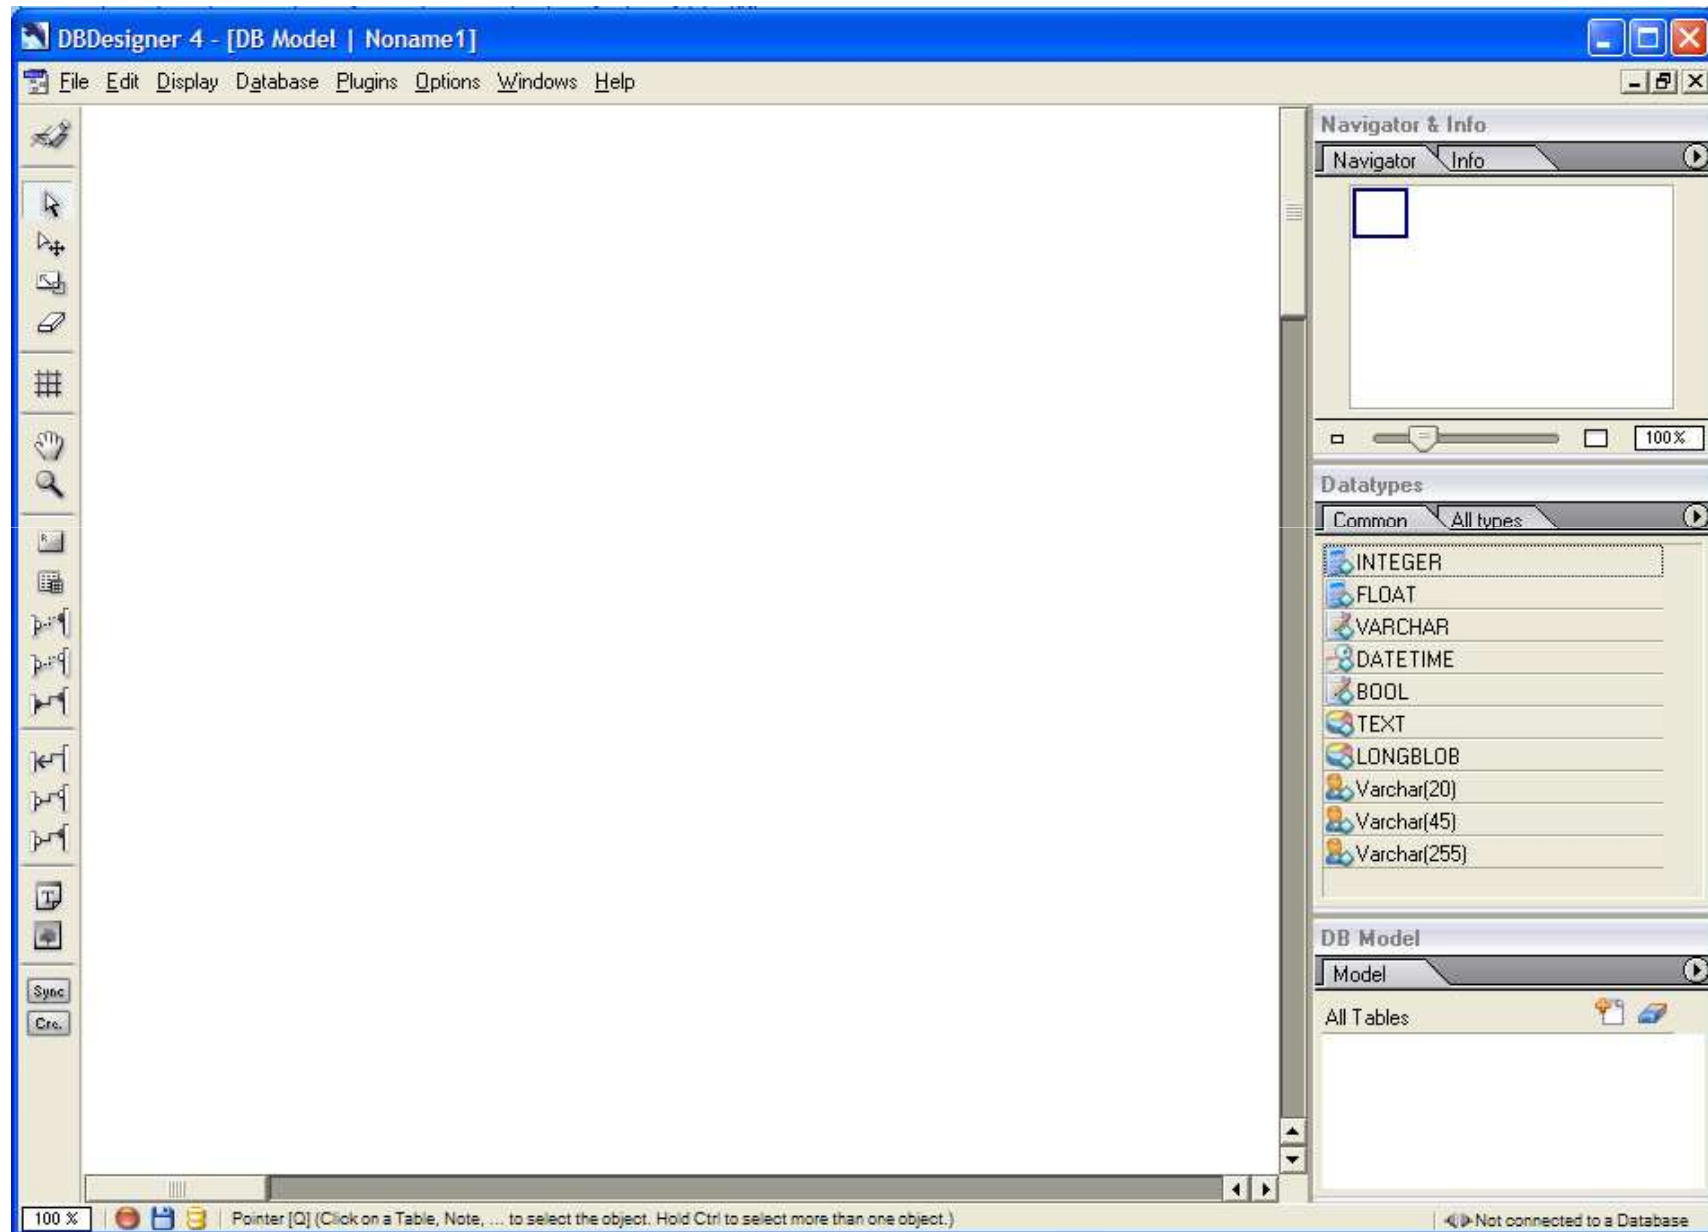 DBDesigner 4 - [DB Model | Noname1]
File Edit Display Database Plugins Options Windows Help
Navigator & Info
Navigator Info
100%
Datatypes
Common All types
INTEGER
FLOAT
VARCHAR
DATETIME
BOOL
TEXT
LONGBLOB
Varchar(20)
Varchar(45)
Varchar(255)
DB Model
Model
All Tables
R
T
Sync
Cre.
100 % Pointer [Q] (Click on a Table, Note, ... to select the object. Hold Ctrl to select more than one object.) Not connected to a Database